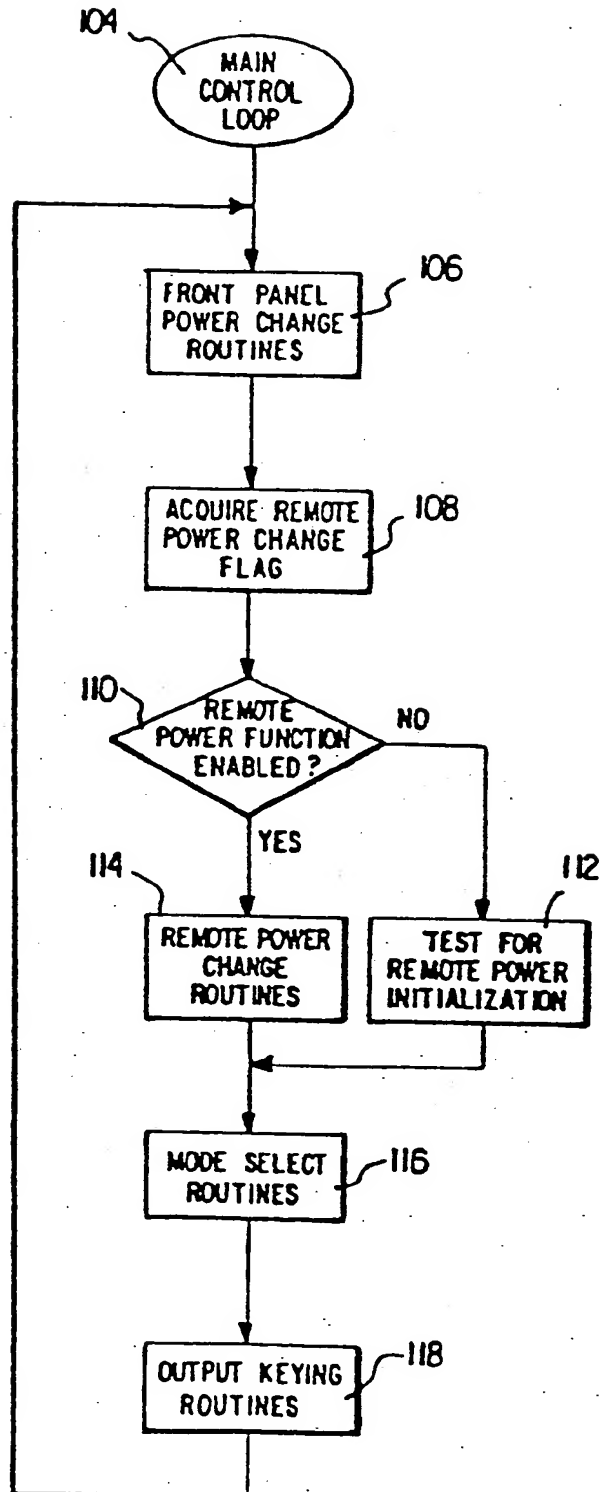 104
MAIN
CONTROL
LOOP
106
FRONT PANEL
POWER CHANGE
ROUTINES
108
ACQUIRE REMOTE
POWER CHANGE
FLAG
110
REMOTE
POWER FUNCTION
ENABLED?
NO
YES
114
REMOTE POWER
CHANGE
ROUTINES
112
TEST FOR
REMOTE POWER
INITIALIZATION
MODE SELECT
ROUTINES
116
OUTPUT KEYING
ROUTINES
118